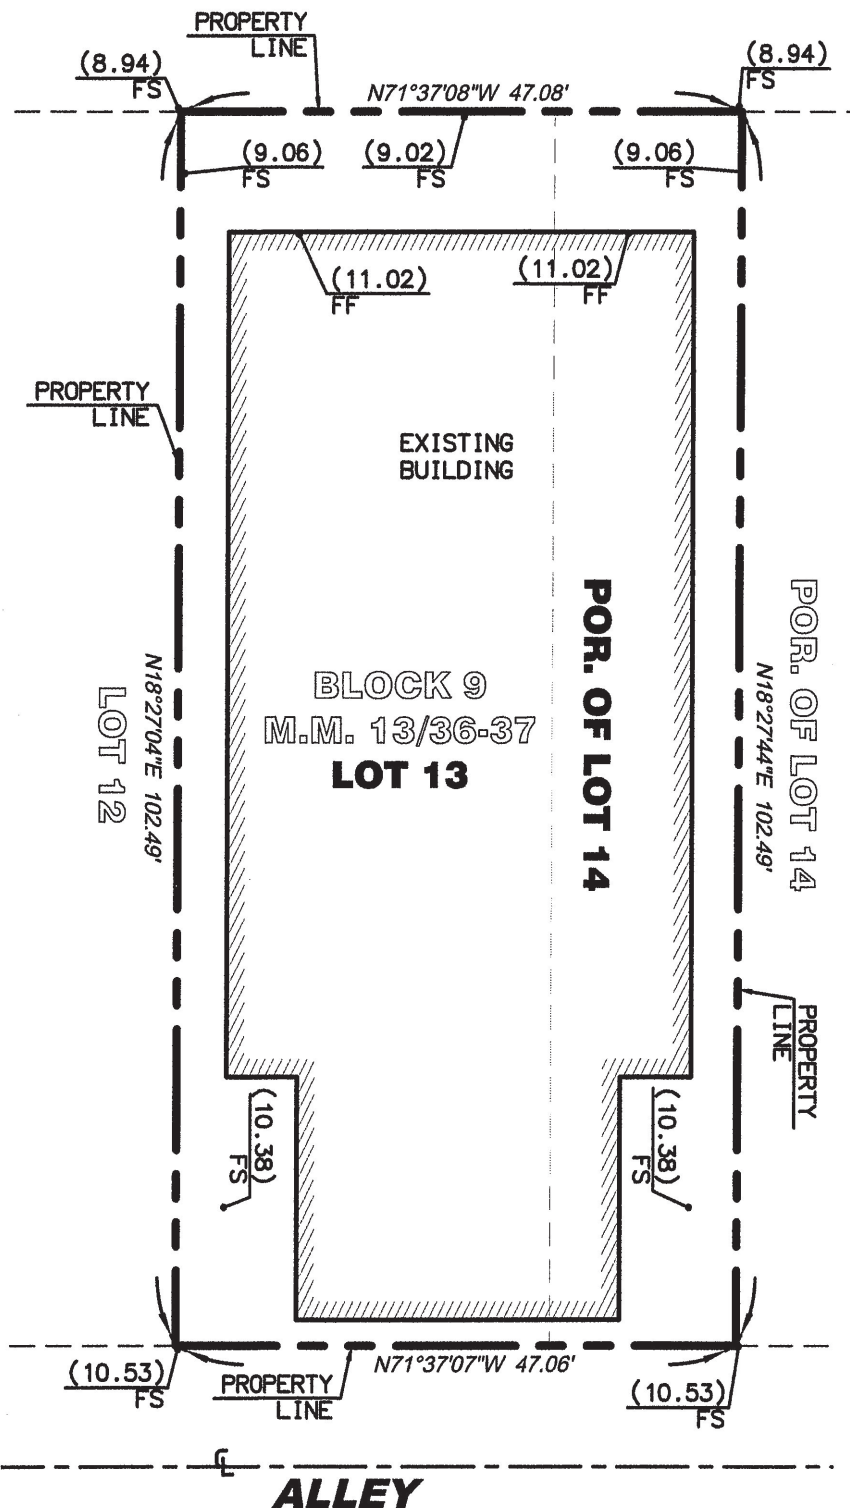 PROPERTY
LINE
(8.94)
FS
(8.94)
FS
N71°37'08"W 47.08'
(9.06)
FS
(9.02)
FS
(9.06)
FS
(11.02)
FF
(11.02)
FF
PROPERTY
LINE
EXISTING
BUILDING
POR. OF LOT 14
POR. OF LOT 14
N18°27'44"E 102.49'
N18°27'04"E 102.49'
LOT 12
BLOCK 9
M.M. 13/36-37
LOT 13
PROPERTY
LINE
(10.38)
FS
(10.38)
FS
N71°37'07"W 47.06'
(10.53)
FS
PROPERTY
LINE
(10.53)
FS
℄
ALLEY